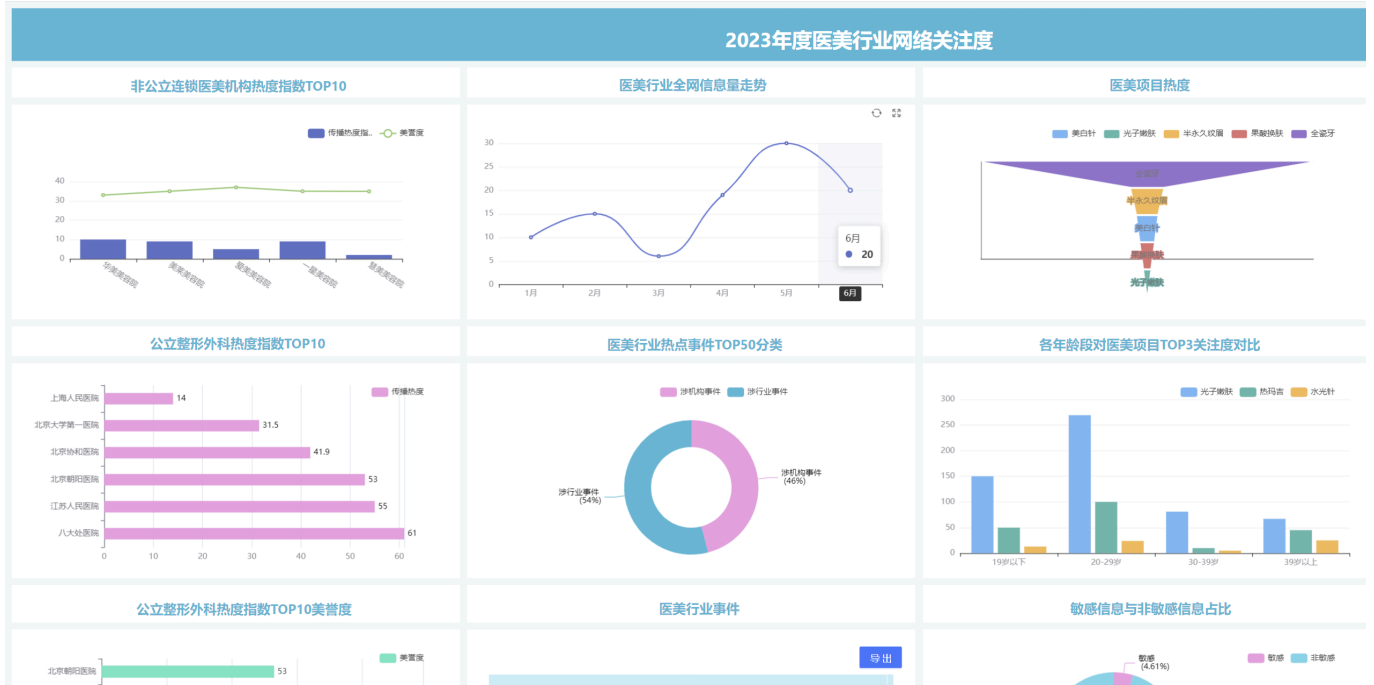 2023年度医美行业网络关注度
非公立连锁医美机构热度指数TOP10
医美行业全网信息量走势
医美项目热度
传播热度指.. 美誉度
40
30
20
10
0
华美美容院
美莱美容院
爱美美容院
一星美容院
慧美美容院
30
25
20
15
10
5
0
1月
2月
3月
4月
5月
6月
6月
20
美白针 光子嫩肤 半永久纹眉 果酸换肤 全瓷牙
全瓷牙
半永久纹眉
美白针
果酸换肤
光子嫩肤
公立整形外科热度指数TOP10
医美行业热点事件TOP50分类
各年龄段对医美项目TOP3关注度对比
传播热度
上海人民医院 14
北京大学第一医院 31.5
北京协和医院 41.9
北京朝阳医院 53
江苏人民医院 55
八大处医院 61
0 10 20 30 40 50 60
涉机构事件 涉行业事件
涉机构事件
(46%)
涉行业事件
(54%)
光子嫩肤 热玛吉 水光针
300
250
200
150
100
50
0
19岁以下 20-29岁 30-39岁 39岁以上
公立整形外科热度指数TOP10美誉度
医美行业事件
敏感信息与非敏感信息占比
美誉度
北京朝阳医院 53
导出
敏感 非敏感
敏感
(4.61%)